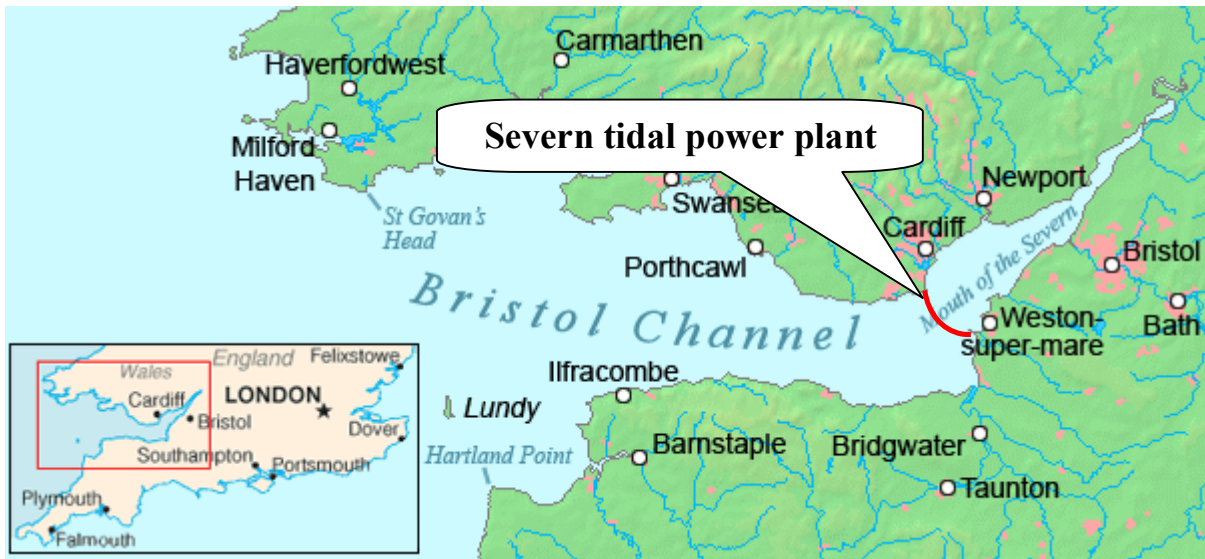 Carmarthen
Haverfordwest
Severn tidal power plant
Milford
Haven
Newport
St Govan's
Head
Swansea
Cardiff
Mouth of the Severn
Bristol
Porthcawl
Bristol Channel
Weston-
super-mare
Bath
Ilfracombe
Lundy
Barnstaple
Bridgwater
Hartland Point
Taunton
England
Felixstowe
Wales
LONDON
Cardiff
Bristol
Dover
Southampton
Portsmouth
Plymouth
Falmouth